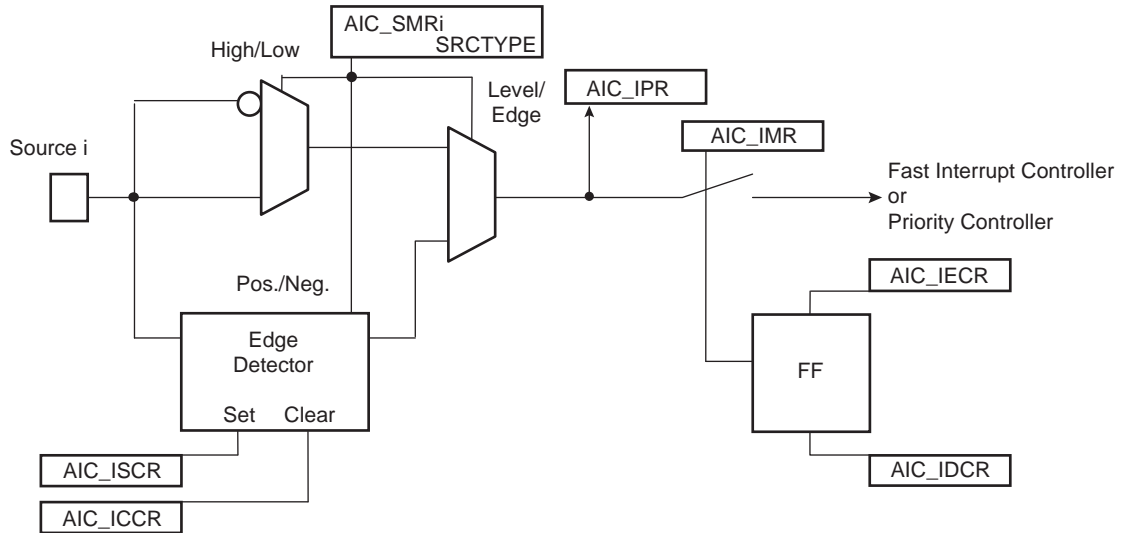 AIC_SMRi
SRCTYPE
High/Low
Level/
Edge
AIC_IPR
AIC_IMR
Source i
Fast Interrupt Controller
or
Priority Controller
Pos./Neg.
AIC_IECR
Edge
Detector
FF
Set Clear
AIC_ISCR
AIC_IDCR
AIC_ICCR